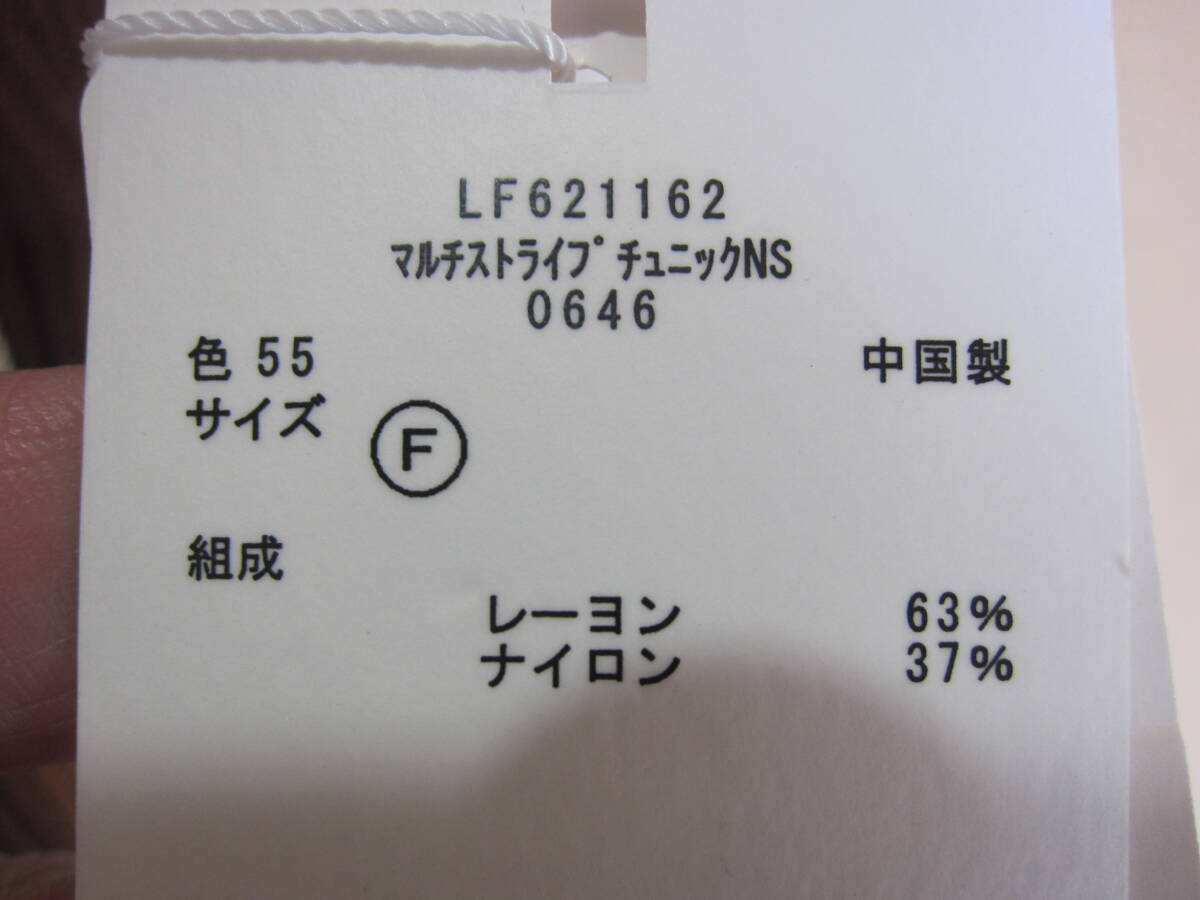 LF621162
ﾏﾙﾁｽﾄﾗｲﾌﾟﾁｭﾆｯｸNS
0646
色 55
中国製
サイズ
F
組成
レーヨン 63%
ナイロン 37%